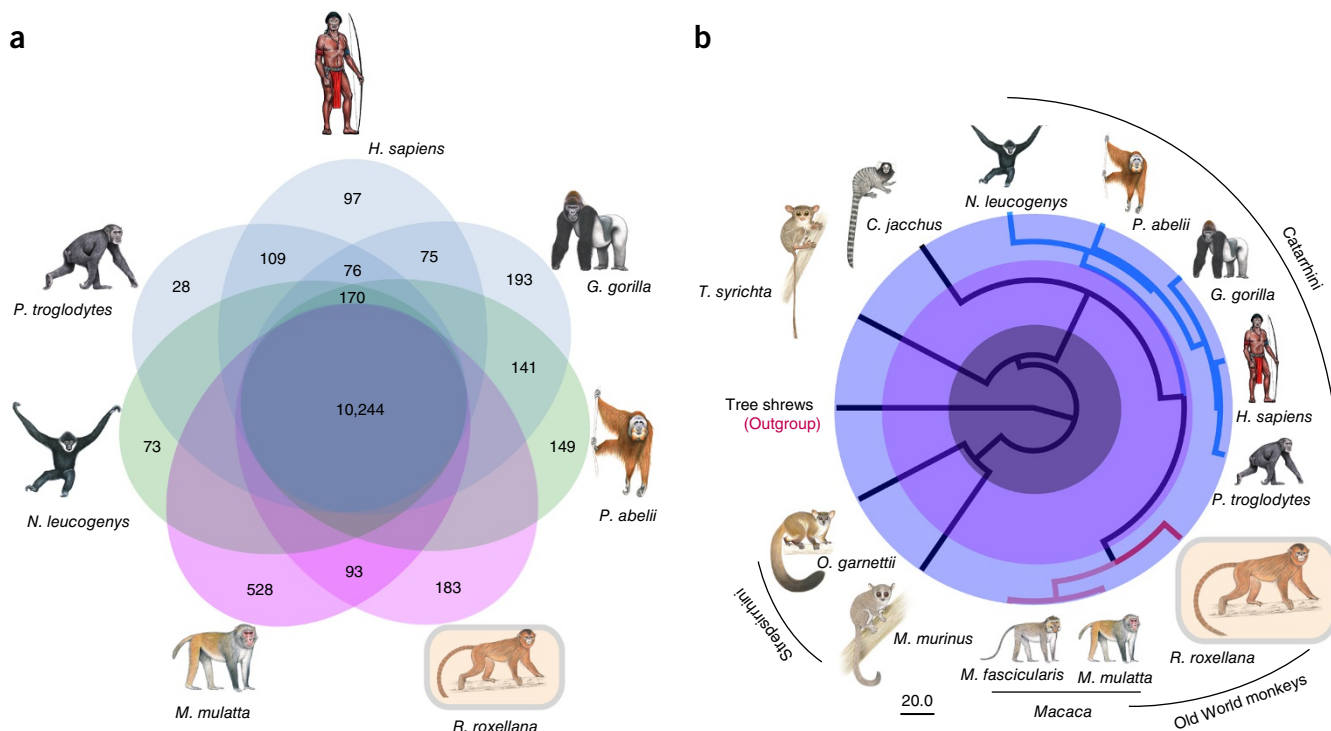 a
H. sapiens
97
G. gorilla
P. troglodytes
109
76
75
28
193
170
141
10,244
73
149
N. leucogenys
P. abelii
528
93
183
M. mulatta
R. roxellana
b
N. leucogenys
P. abelii
C. jacchus
Catarrhini
T. syrichta
G. gorilla
Tree shrews
(Outgroup)
H. sapiens
P. troglodytes
O. garnettii
Strepsirrhini
M. murinus
M. fascicularis
M. mulatta
R. roxellana
20.0
Macaca
Old World monkeys